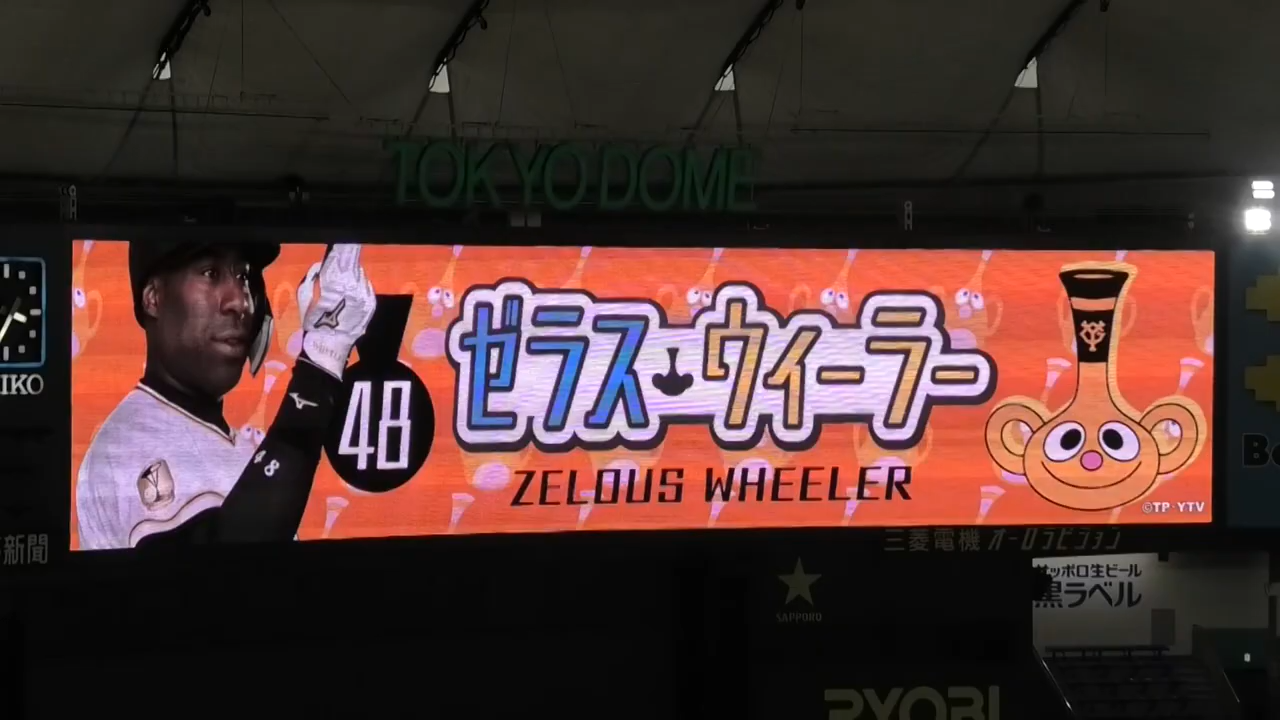 TOKYO DOME
ゼラス・ウィーラー
48
48
ZELOUS WHEELER
©TP・YTV
IKO
新聞
三菱電機 オーロラビジョン
サッポロ生ビール
黒ラベル
SAPPORO
RYOBI